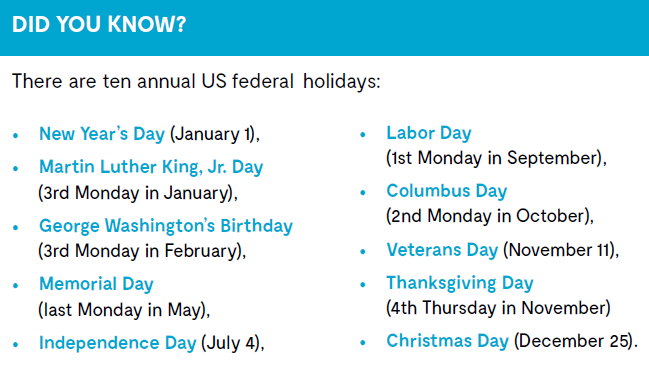 DID YOU KNOW?
There are ten annual US federal holidays:
• New Year's Day (January 1),
• Martin Luther King, Jr. Day
(3rd Monday in January),
• George Washington's Birthday
(3rd Monday in February),
• Memorial Day
(last Monday in May),
• Independence Day (July 4),
• Labor Day
(1st Monday in September),
• Columbus Day
(2nd Monday in October),
• Veterans Day (November 11),
• Thanksgiving Day
(4th Thursday in November)
• Christmas Day (December 25).